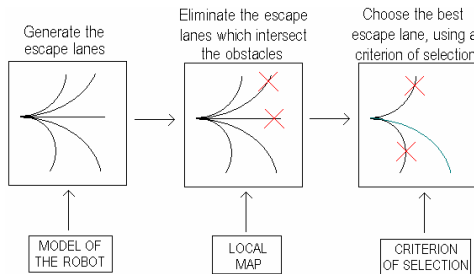 Generate the
escape lanes
Eliminate the escape
lanes which intersect
the obstacles
Choose the best
escape lane, using a
criterion of selection
MODEL OF
THE ROBOT
LOCAL
MAP
CRITERION
OF SELECTION